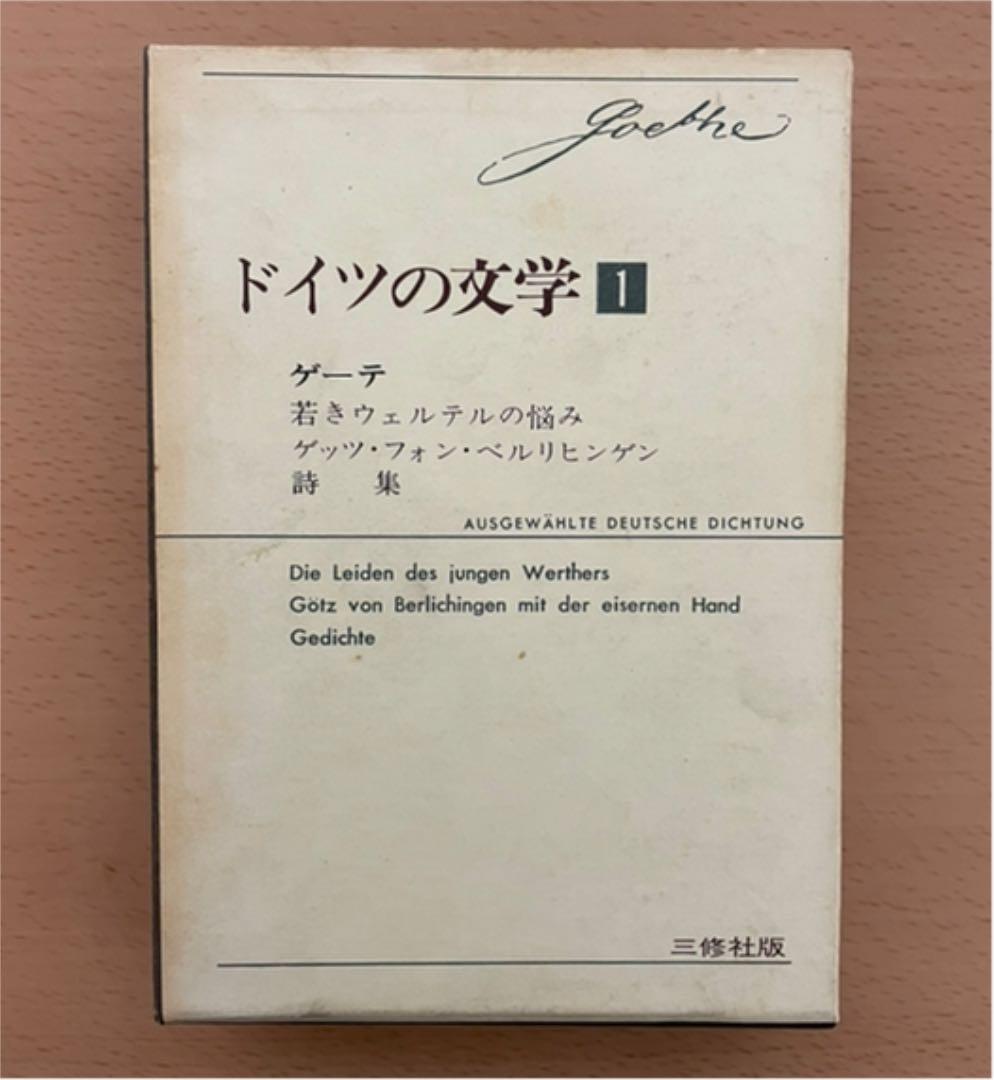 Goethe
ドイツの文学 1
ゲーテ
若きウェルテルの悩み
ゲッツ・フォン・ベルリヒンゲン
詩 集
AUSGEWÄHLTE DEUTSCHE DICHTUNG
Die Leiden des jungen Werthers
Götz von Berlichingen mit der eisernen Hand
Gedichte
三修社版